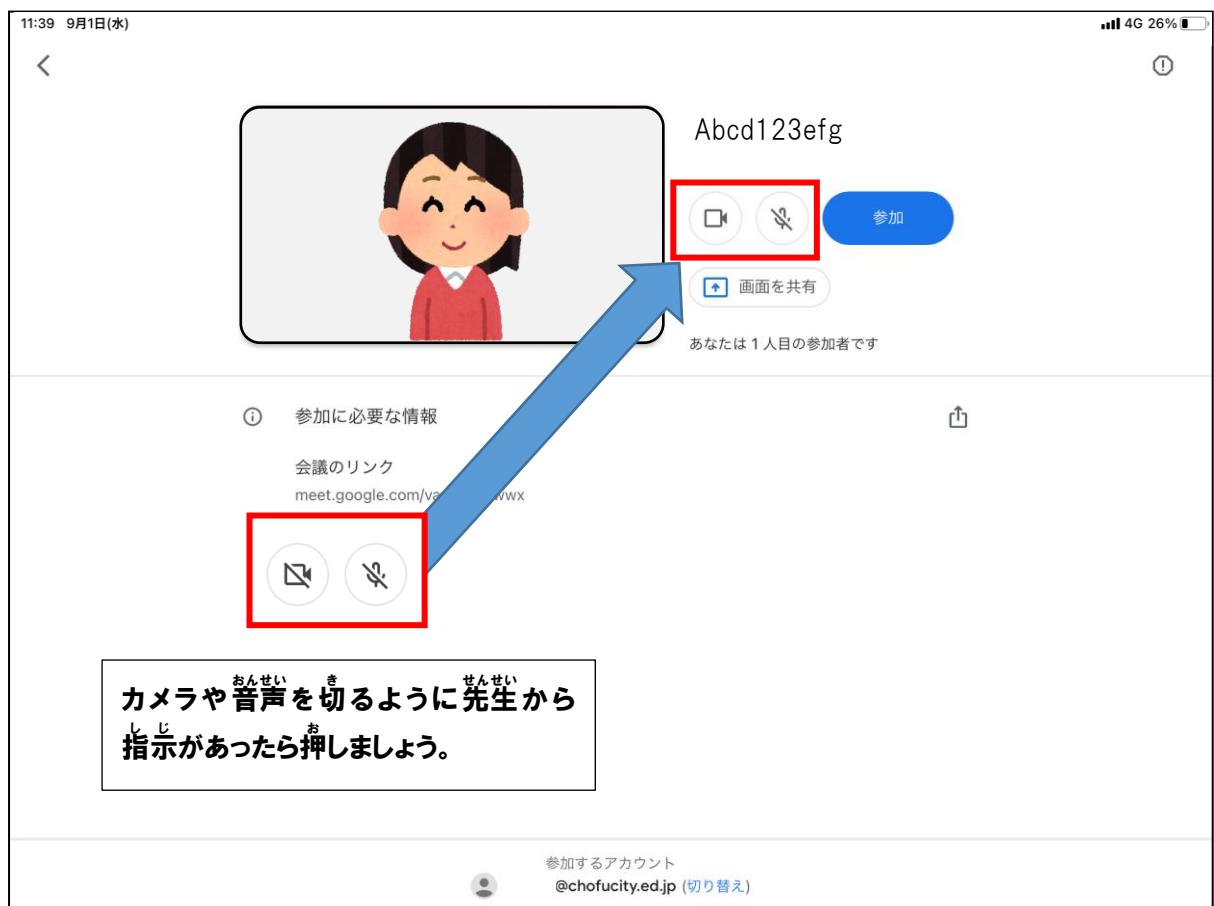 11:39 9月1日(水)
4G 26%
Abcd123efg
参加
画面を共有
あなたは 1 人目の参加者です
参加に必要な情報
会議のリンク
meet.google.com/
カメラや音声を切るように先生から
おんせい き せんせい
指示があったら押しましょう。
しじ お
参加するアカウント
@chofucity.ed.jp (切り替え)